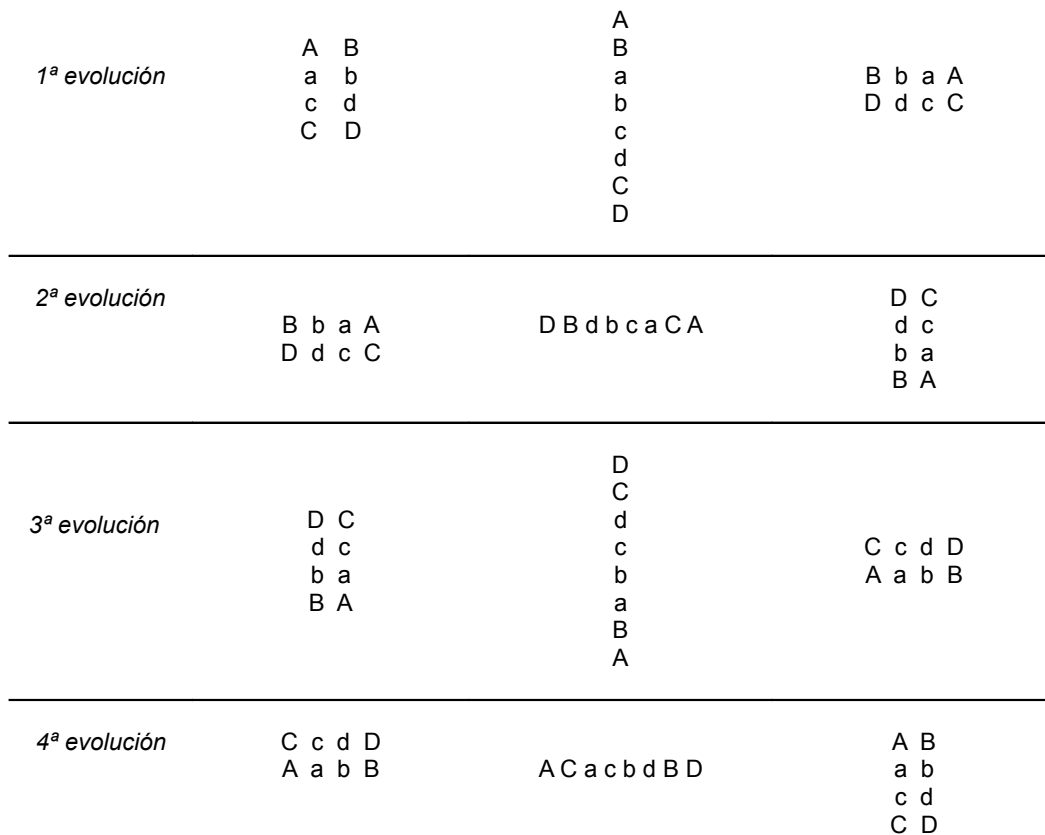 A
A B
B
1ª evolución
a b
a
B b a A
c d
b
D d c C
C D
c
d
C
D
2ª evolución
D C
B b a A
D B d b c a C A
d c
D d c C
b a
B A
D
C
3ª evolución
D C
d
d c
c
C c d D
b a
b
A a b B
B A
a
B
A
4ª evolución
C c d D
A B
A a b B
A C a c b d B D
a b
c d
C D